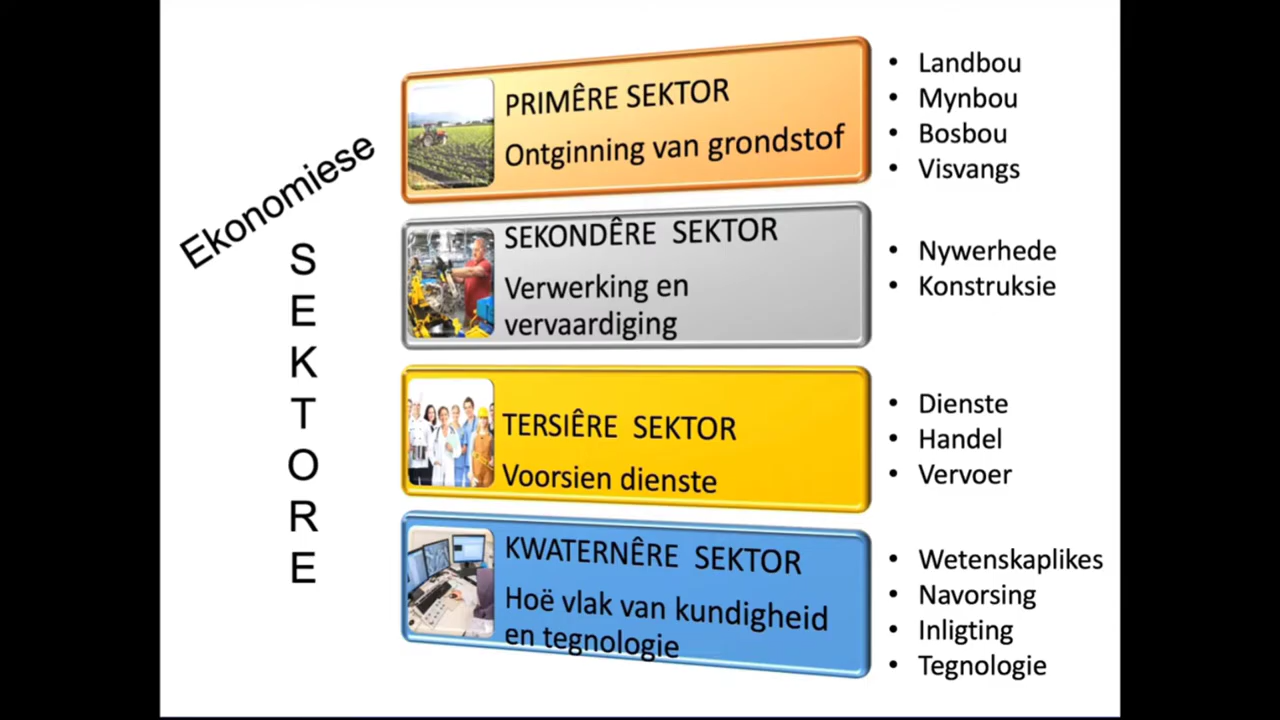 Ekonomiese
SEKTORE
PRIMÊRE SEKTOR
Ontginning van grondstof
• Landbou
• Mynbou
• Bosbou
• Visvangs
SEKONDÊRE SEKTOR
Verwerking en
vervaardiging
• Nywerhede
• Konstruksie
TERSIÊRE SEKTOR
Voorsien dienste
• Dienste
• Handel
• Vervoer
KWATERNÊRE SEKTOR
Hoë vlak van kundigheid
en tegnologie
• Wetenskaplikes
• Navorsing
• Inligting
• Tegnologie